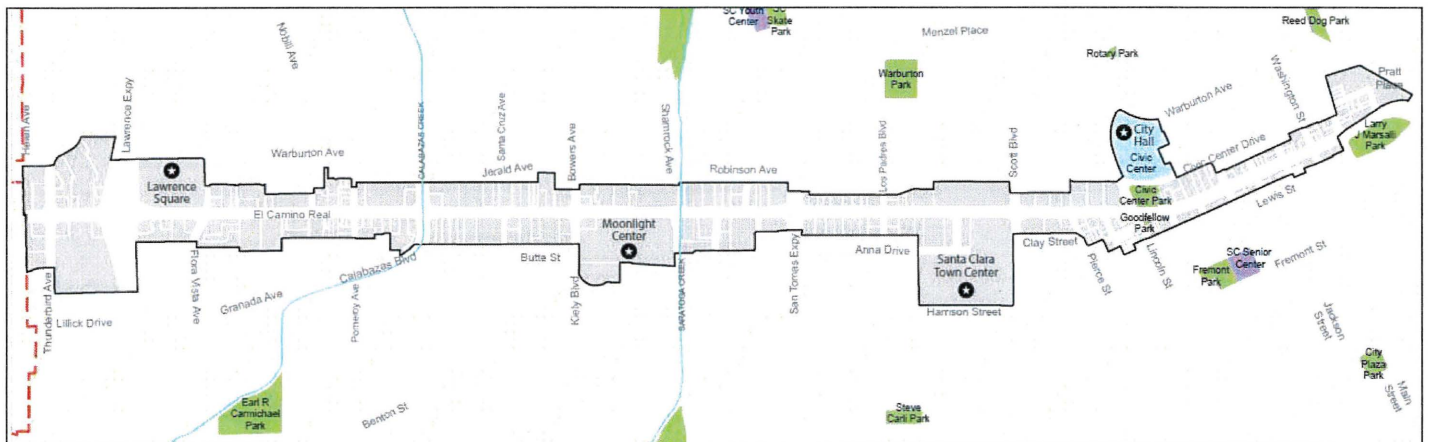 SC Youth
Center
SC
Skate
Park
Reed Dog Park
Nobili Ave
Menzel Place
Rotary Park
Warburton
Park
Washington St
Pratt
Place
Helen Ave
Lawrence Expy
CALABAZAS CREEK
Santa Cruz Ave
Bowers Ave
Shamrock Ave
Los Padres Blvd
Scott Blvd
Warburton Ave
City
Hall
Civic
Center
Larry
J Marsalli
Park
Warburton Ave
Jerald Ave
Robinson Ave
Civic Center Drive
Lawrence
Square
Civic
Center Park
Goodfellow
Park
Lewis St
El Camino Real
Moonlight
Center
Anna Drive
Santa Clara
Town Center
Clay Street
Pierce St
Lincoln St
SC Senior
Center
Fremont
Park
Fremont St
Butte St
Calabazas Blvd
Flora Vista Ave
Granada Ave
Pomeroy Ave
Kiely Blvd
SARATOGA CREEK
San Tomas Expy
Harrison Street
Thunderbird Ave
Lillick Drive
Jackson
Street
City
Plaza
Park
Main
Street
Earl R
Carmichael
Park
Benton St
Steve
Carli Park